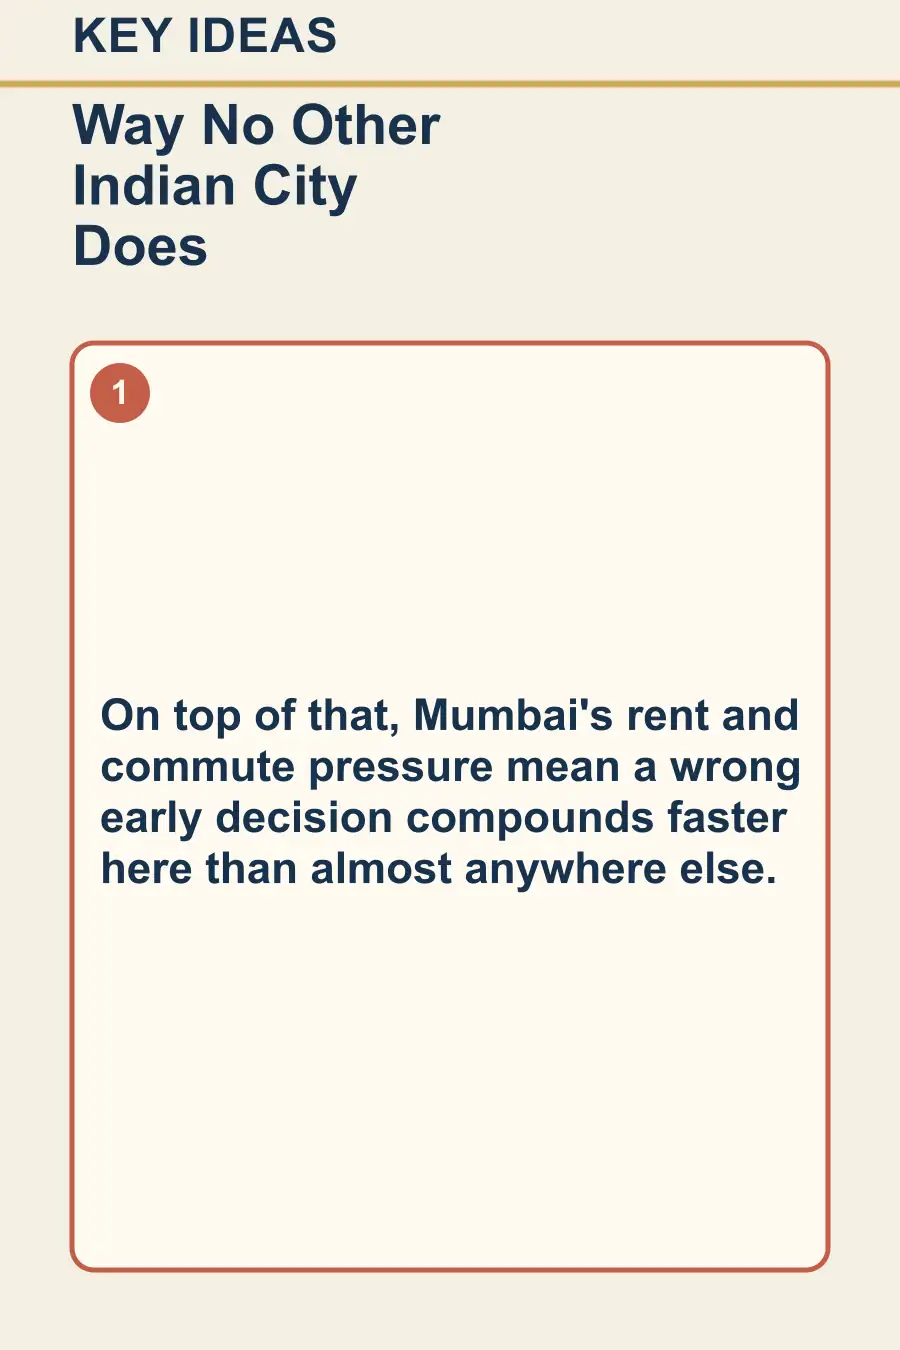 KEY IDEAS
Way No Other
Indian City
Does
1
On top of that, Mumbai's rent and
commute pressure mean a wrong
early decision compounds faster
here than almost anywhere else.